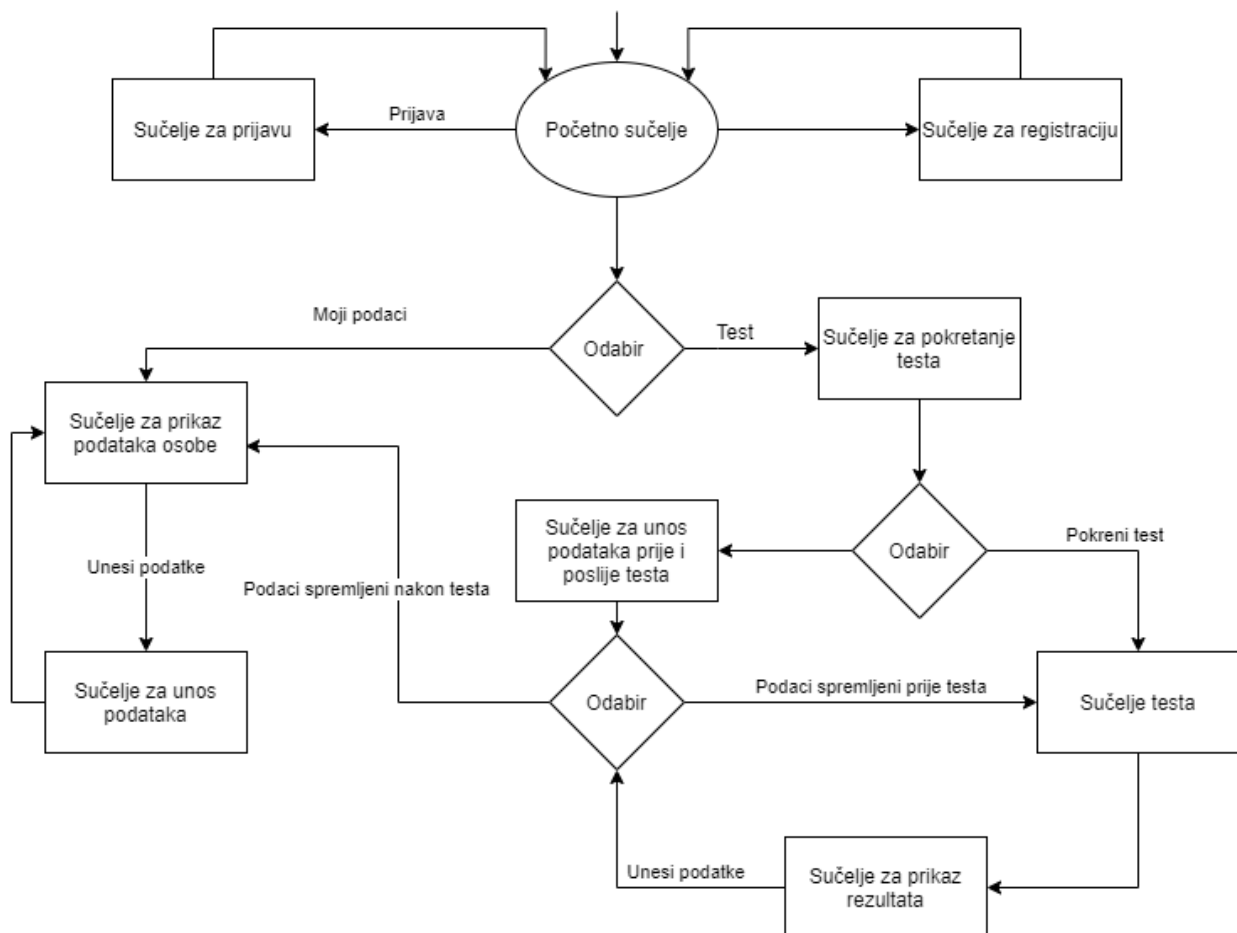 Prijava
Sučelje za prijavu
Početno sučelje
Sučelje za registraciju
Moji podaci
Odabir
Test
Sučelje za pokretanje
testa
Sučelje za prikaz
podataka osobe
Sučelje za unos
podataka prije i
poslije testa
Odabir
Pokreni test
Unesi podatke
Podaci spremljeni nakon testa
Sučelje za unos
podataka
Odabir
Podaci spremljeni prije testa
Sučelje testa
Unesi podatke
Sučelje za prikaz
rezultata